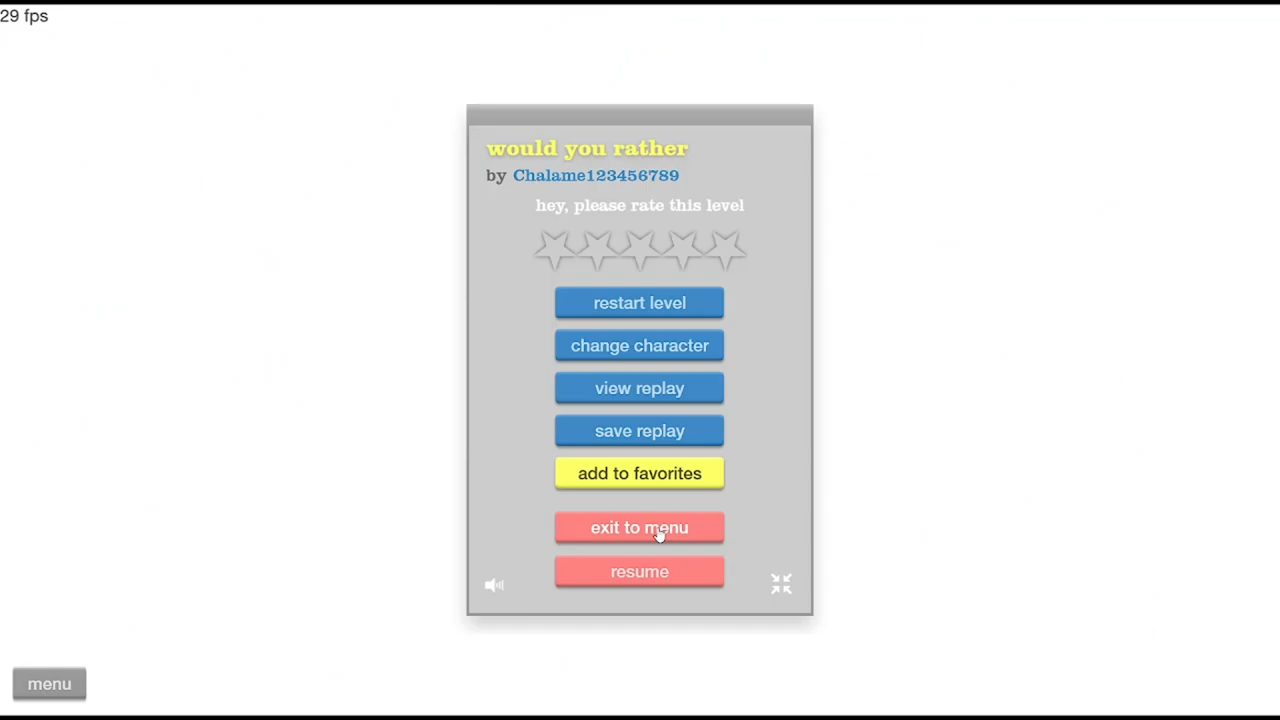 29 fps
would you rather
by Chalame123456789
hey, please rate this level
restart level
change character
view replay
save replay
add to favorites
exit to menu
resume
menu